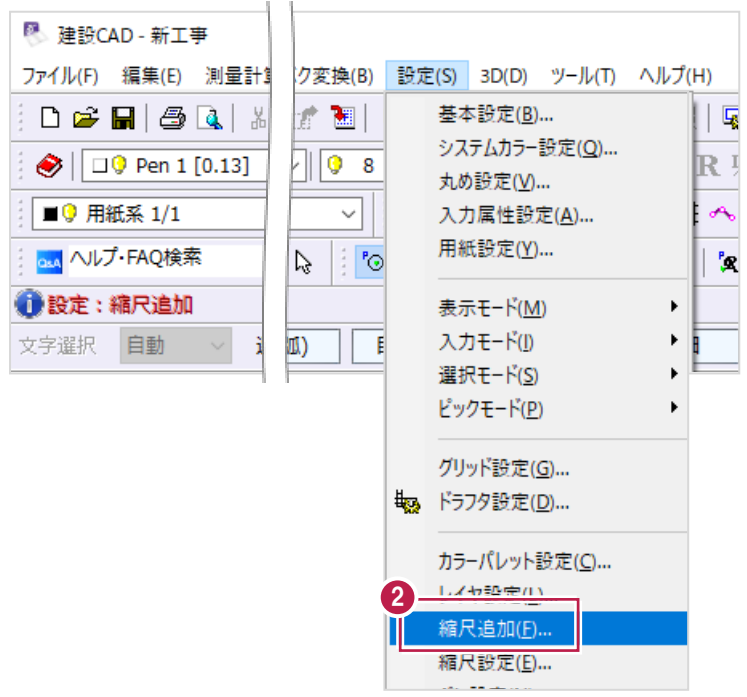 建設CAD - 新工事
ファイル(F) 編集(E) 測量計算 ク変換(B) 設定(S) 3D(D) ツール(T) ヘルプ(H)
Pen 1 [0.13] 8
用紙系 1/1
Q&A ヘルプ・FAQ検索
設定：縮尺追加
文字選択 自動
基本設定(B)...
システムカラー設定(Q)...
丸め設定(V)...
入力属性設定(A)...
用紙設定(Y)...
表示モード(M)
入力モード(I)
選択モード(S)
ピックモード(P)
グリッド設定(G)...
ドラフタ設定(D)...
カラーパレット設定(C)...
レイヤ設定(L)...
2
縮尺追加(F)...
縮尺設定(E)...